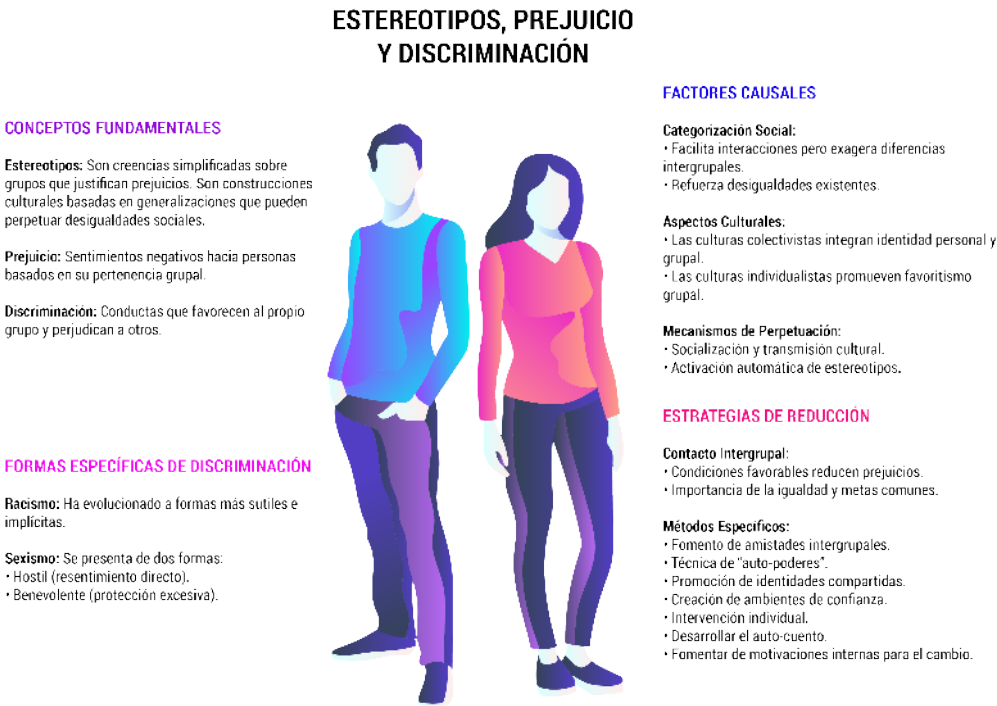 ESTEREOTIPOS, PREJUICIO
Y DISCRIMINACIÓN
CONCEPTOS FUNDAMENTALES
Estereotipos: Son creencias simplificadas sobre
grupos que justifican prejuicios. Son construcciones
culturales basadas en generalizaciones que pueden
perpetuar desigualdades sociales.
Prejuicio: Sentimientos negativos hacia personas
basados en su pertenencia grupal.
Discriminación: Conductas que favorecen al propio
grupo y perjudican a otros.
FORMAS ESPECÍFICAS DE DISCRIMINACIÓN
Racismo: Ha evolucionado a formas más sutiles e
implícitas.
Sexismo: Se presenta de dos formas:
• Hostil (resentimiento directo).
• Benevolente (protección excesiva).
FACTORES CAUSALES
Categorización Social:
• Facilita interacciones pero exagera diferencias
intergrupales.
• Refuerza desigualdades existentes.
Aspectos Culturales:
• Las culturas colectivistas integran identidad personal y
grupal.
• Las culturas individualistas promueven favoritismo
grupal.
Mecanismos de Perpetuación:
• Socialización y transmisión cultural.
• Activación automática de estereotipos.
ESTRATEGIAS DE REDUCCIÓN
Contacto Intergrupal:
• Condiciones favorables reducen prejuicios.
• Importancia de la igualdad y metas comunes.
Métodos Específicos:
• Fomento de amistades intergrupales.
• Técnica de "auto-poderes".
• Promoción de identidades compartidas.
• Creación de ambientes de confianza.
• Intervención individual.
• Desarrollar el auto-cuento.
• Fomentar de motivaciones internas para el cambio.